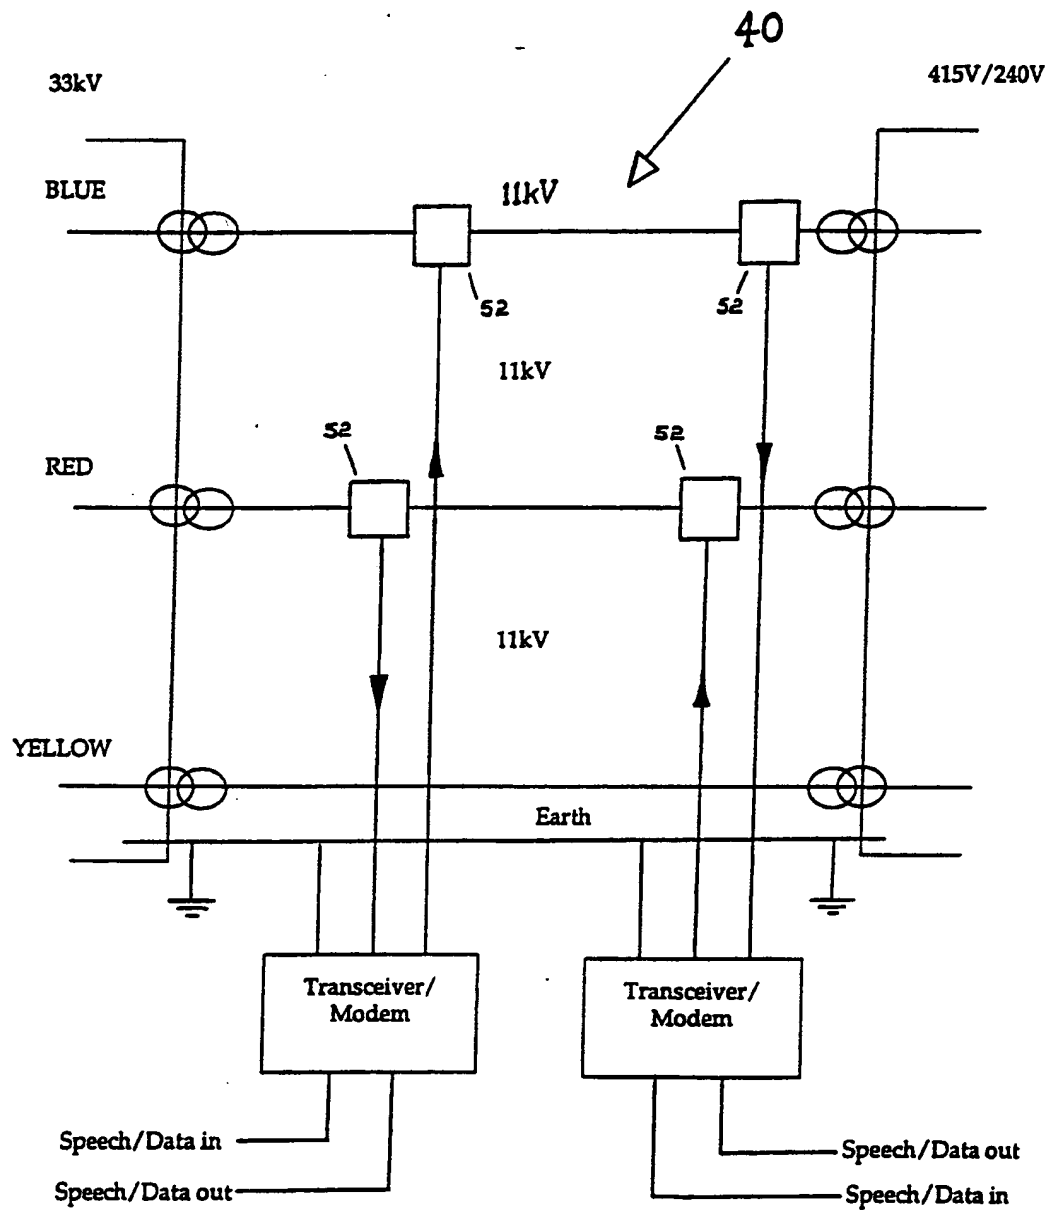 40
33kV
415V/240V
BLUE
11kV
52
52
11kV
52
52
RED
11kV
YELLOW
Earth
Transceiver/
Modem
Transceiver/
Modem
Speech/Data in
Speech/Data out
Speech/Data out
Speech/Data in